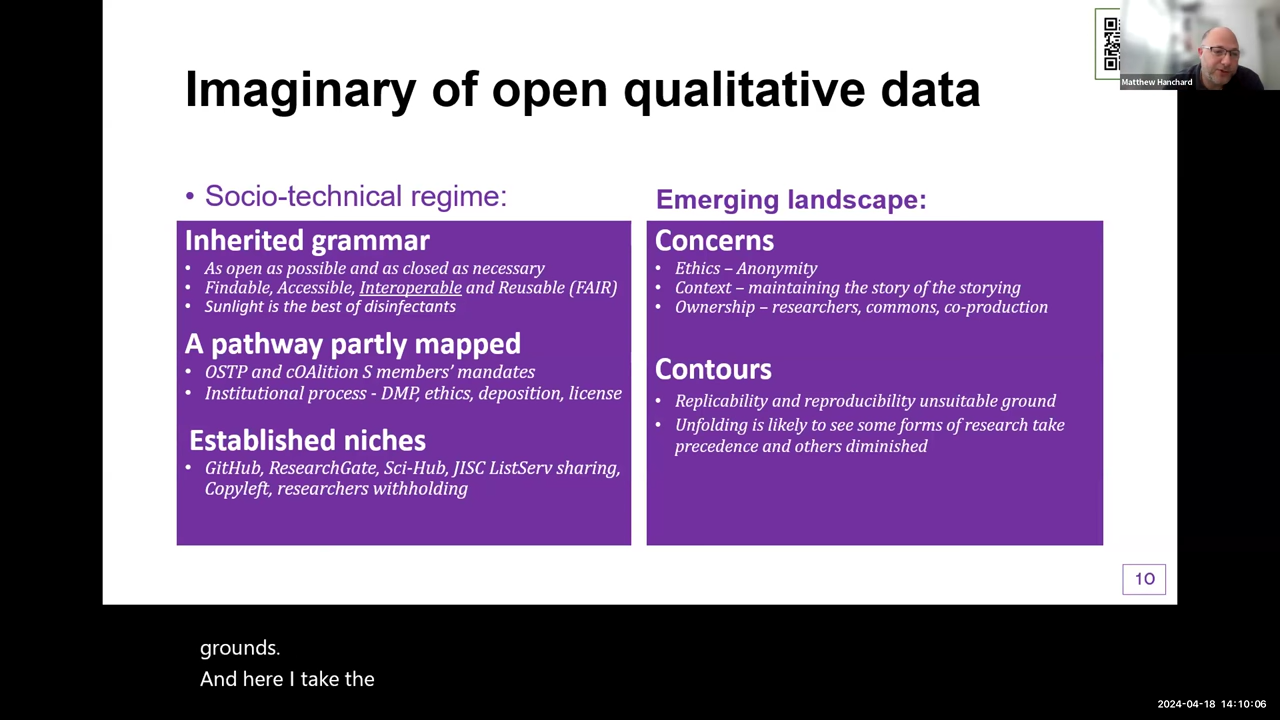 Imaginary of open qualitative data
Matthew Hanchard
• Socio-technical regime:
Inherited grammar
• As open as possible and as closed as necessary
• Findable, Accessible, Interoperable and Reusable (FAIR)
• Sunlight is the best of disinfectants
A pathway partly mapped
• OSTP and cOAlition S members’ mandates
• Institutional process - DMP, ethics, deposition, license
Established niches
• GitHub, ResearchGate, Sci-Hub, JISC ListServ sharing,
Copyleft, researchers withholding
Emerging landscape:
Concerns
• Ethics – Anonymity
• Context – maintaining the story of the storying
• Ownership – researchers, commons, co-production
Contours
• Replicability and reproducibility unsuitable ground
• Unfolding is likely to see some forms of research take
precedence and others diminished
10
grounds.
And here I take the
2024-04-18 14:10:06